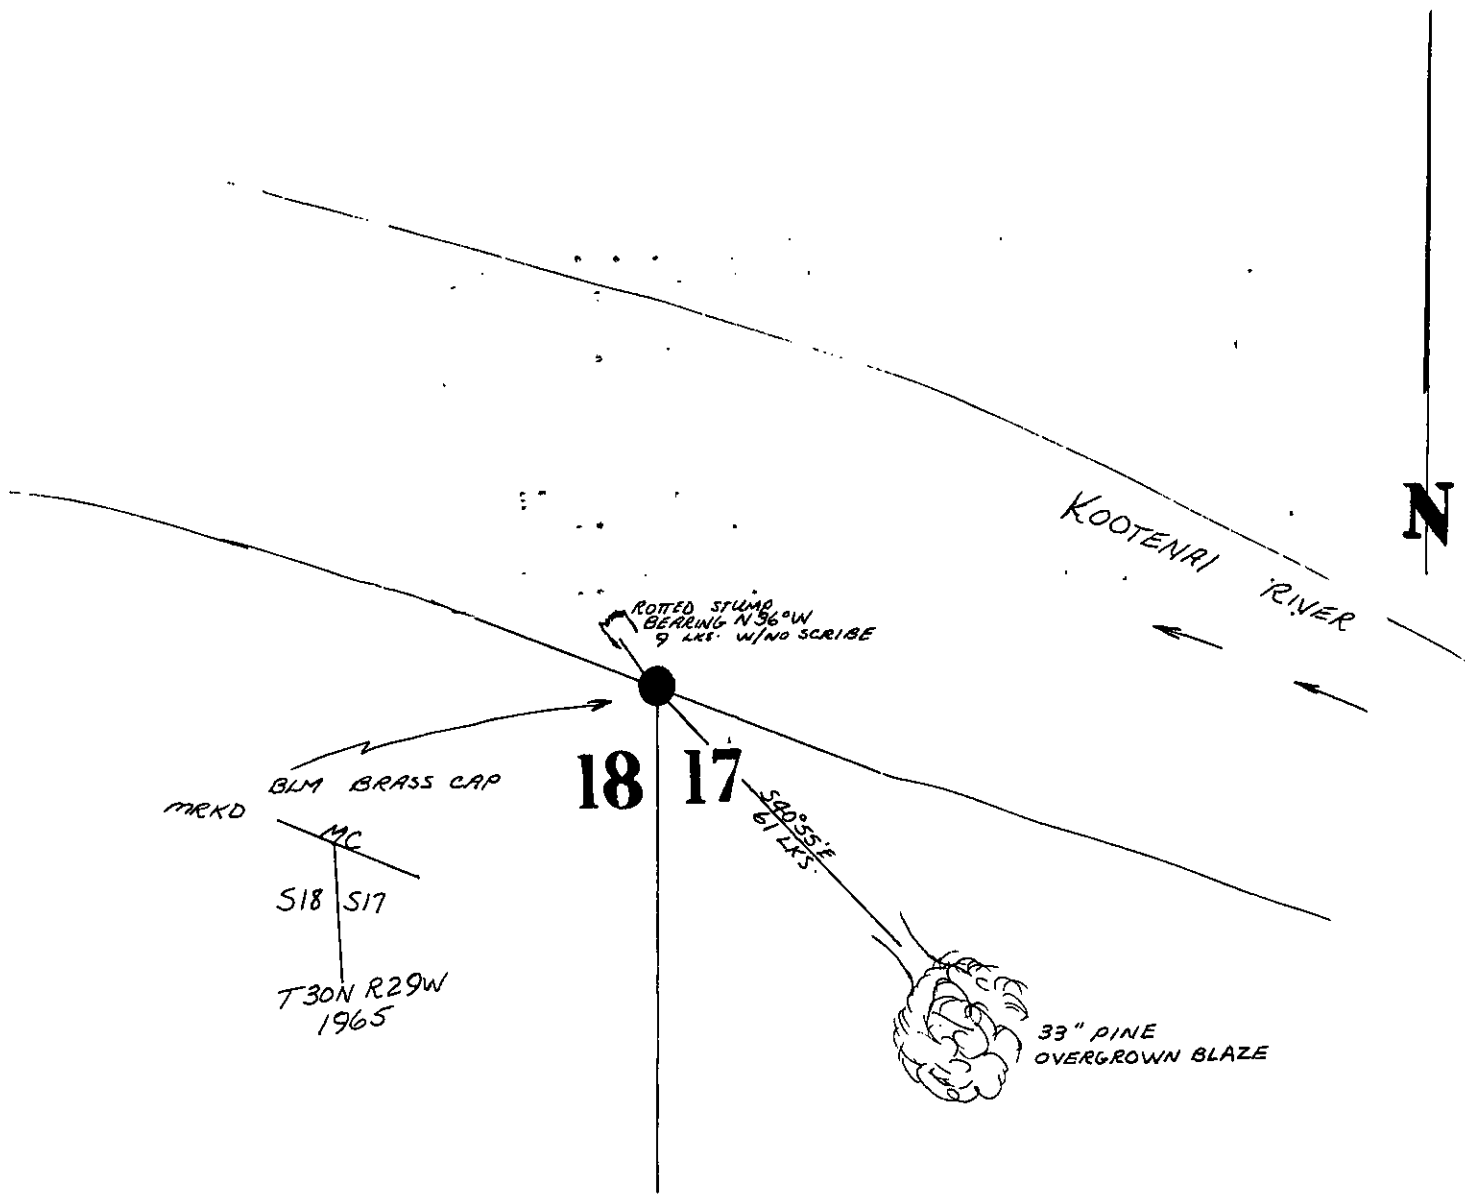 N
KOOTENAI
RIVER
ROTTED STUMP
BEARING N36°W
9 LKS. W/NO SCRIBE
18 17
BLM BRASS CAP
MRKD
MC
S18 S17
T30N R29W
1965
S40°55'E
61 LKS.
33" PINE
OVERGROWN BLAZE